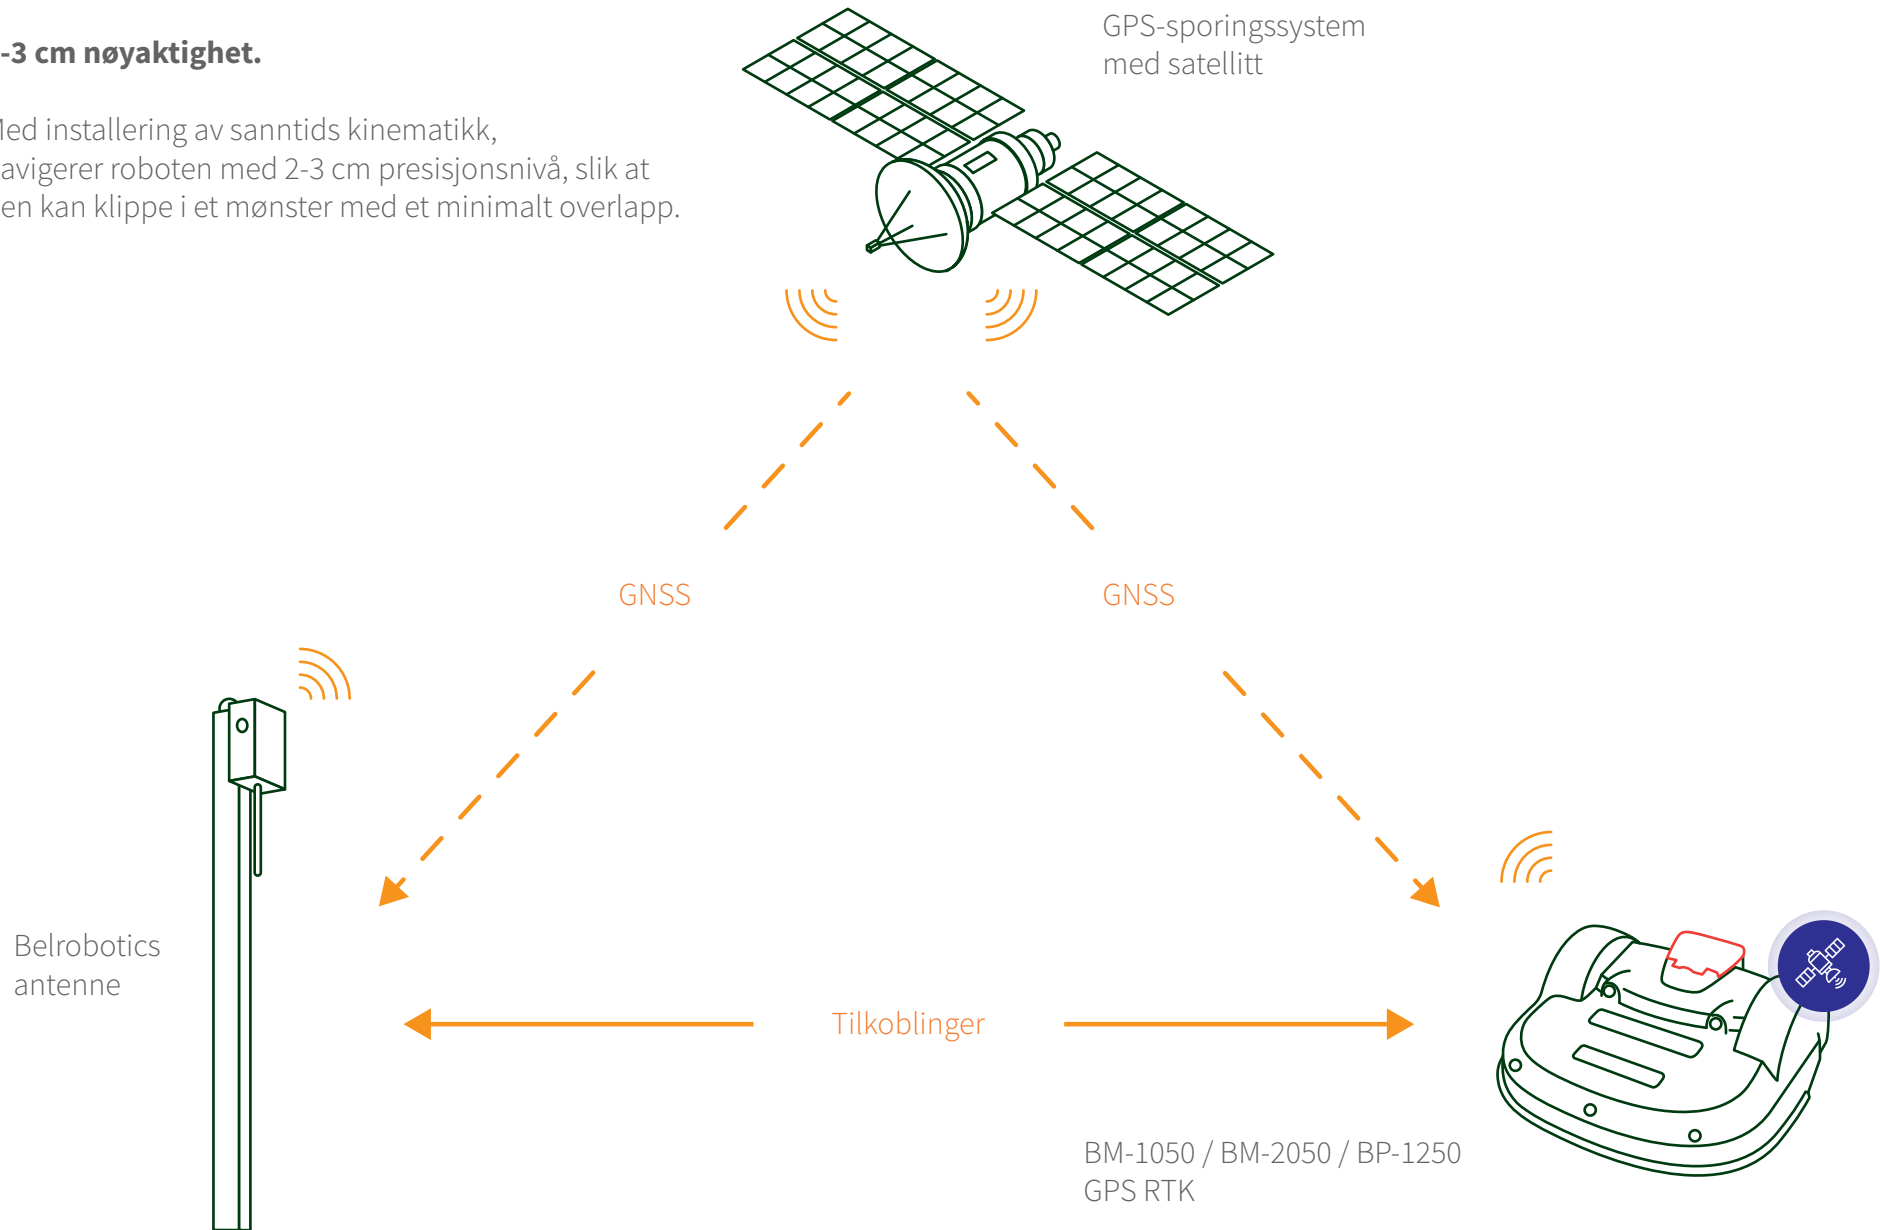 -3 cm nøyaktighet.
Med installering av sanntids kinematikk,
avigerer roboten med 2-3 cm presisjonsnivå, slik at
en kan klippe i et mønster med et minimalt overlapp.
GPS-sporingssystem
med satellitt
GNSS
GNSS
Belrobotics
antenne
Tilkoblinger
BM-1050 / BM-2050 / BP-1250
GPS RTK